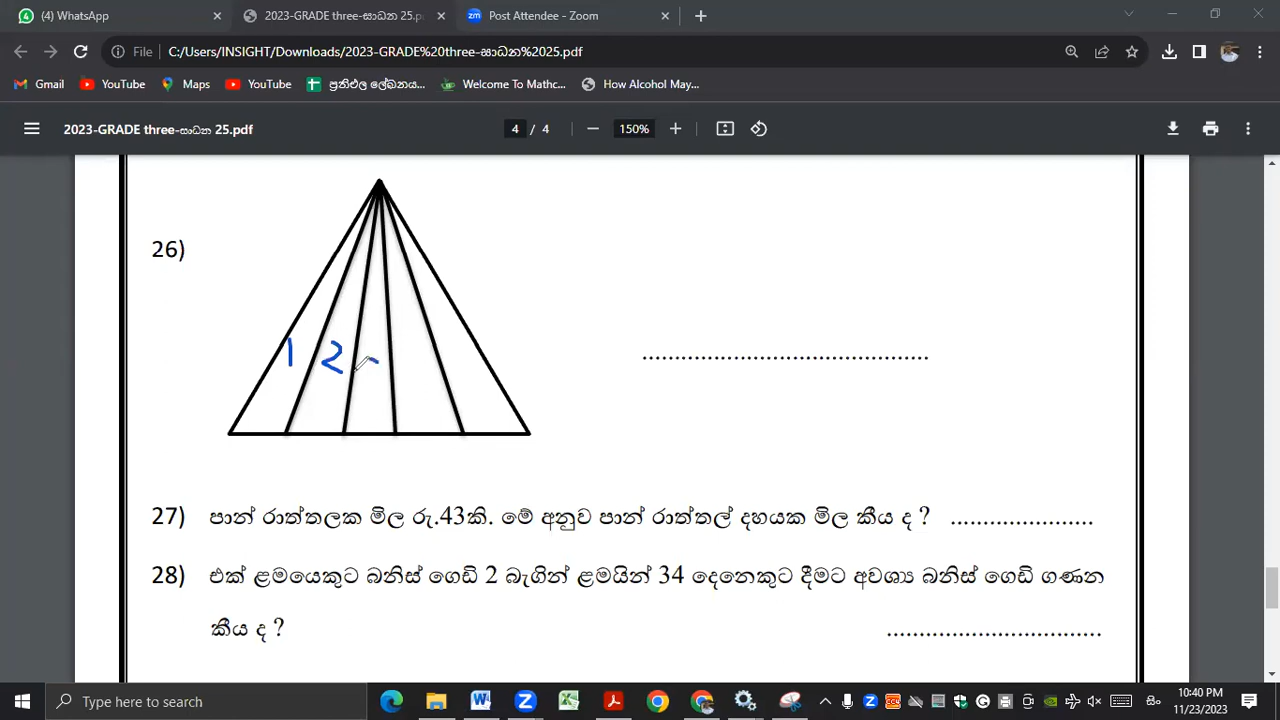 (4) WhatsApp
2023-GRADE three-සාධන 25.p
Post Attendee - Zoom
File C:/Users/INSIGHT/Downloads/2023-GRADE%20three-සාධන%2025.pdf
Gmail YouTube Maps YouTube ප්‍රතිඵල ලේඛනය... Welcome To Mathc... How Alcohol May...
2023-GRADE three-සාධන 25.pdf 4 / 4 150%
26)
1 2
........................................
27) පාන් රාත්තලක මිල රු.43කි. මේ අනුව පාන් රාත්තල් දහයක මිල කීය ද ? ......................
28) එක් ළමයෙකුට බනිස් ගෙඩි 2 බැගින් ළමයින් 34 දෙනෙකුට දීමට අවශ්‍ය බනිස් ගෙඩි ගණන
කීය ද ? .................................
Type here to search
10:40 PM
11/23/2023